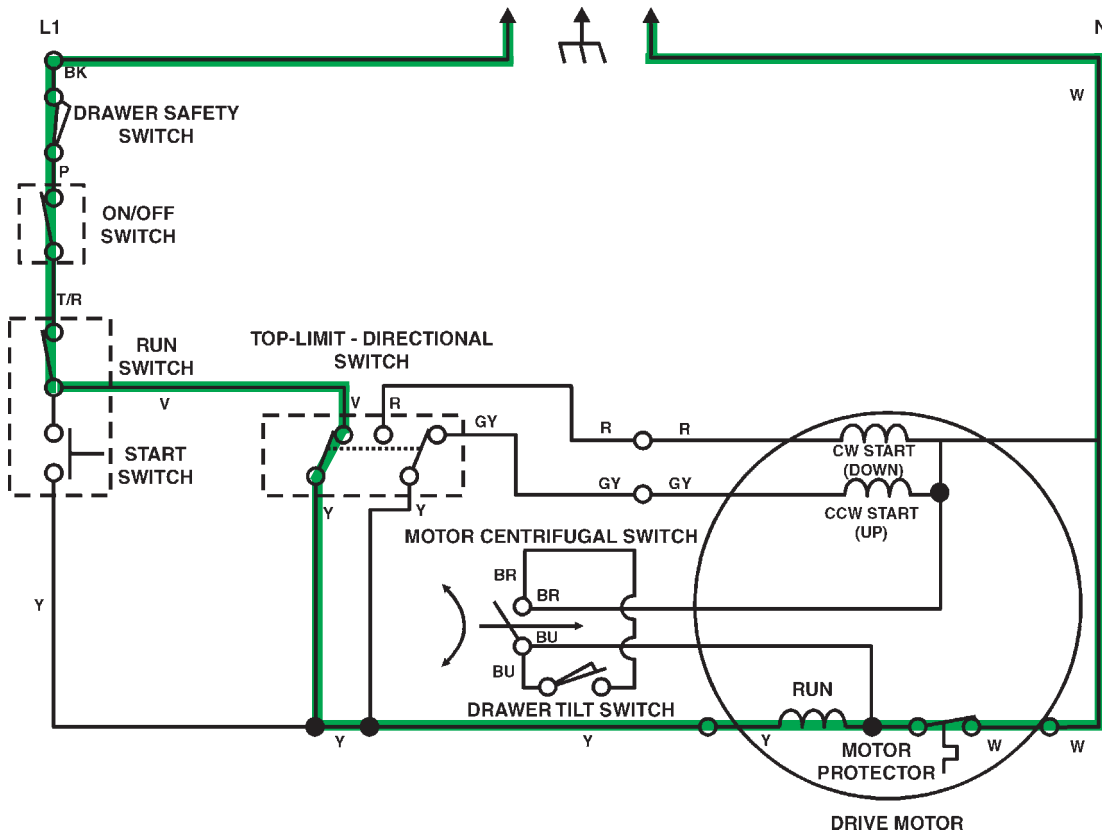 L1
N
BK
W
DRAWER SAFETY
SWITCH
P
ON/OFF
SWITCH
T/R
RUN
SWITCH
TOP-LIMIT - DIRECTIONAL
SWITCH
V
V
R
GY
R
R
START
SWITCH
CW START
(DOWN)
GY
GY
Y
Y
CCW START
(UP)
MOTOR CENTRIFUGAL SWITCH
BR
BR
Y
BU
BU
RUN
DRAWER TILT SWITCH
Y
Y
Y
W
W
MOTOR
PROTECTOR
DRIVE MOTOR